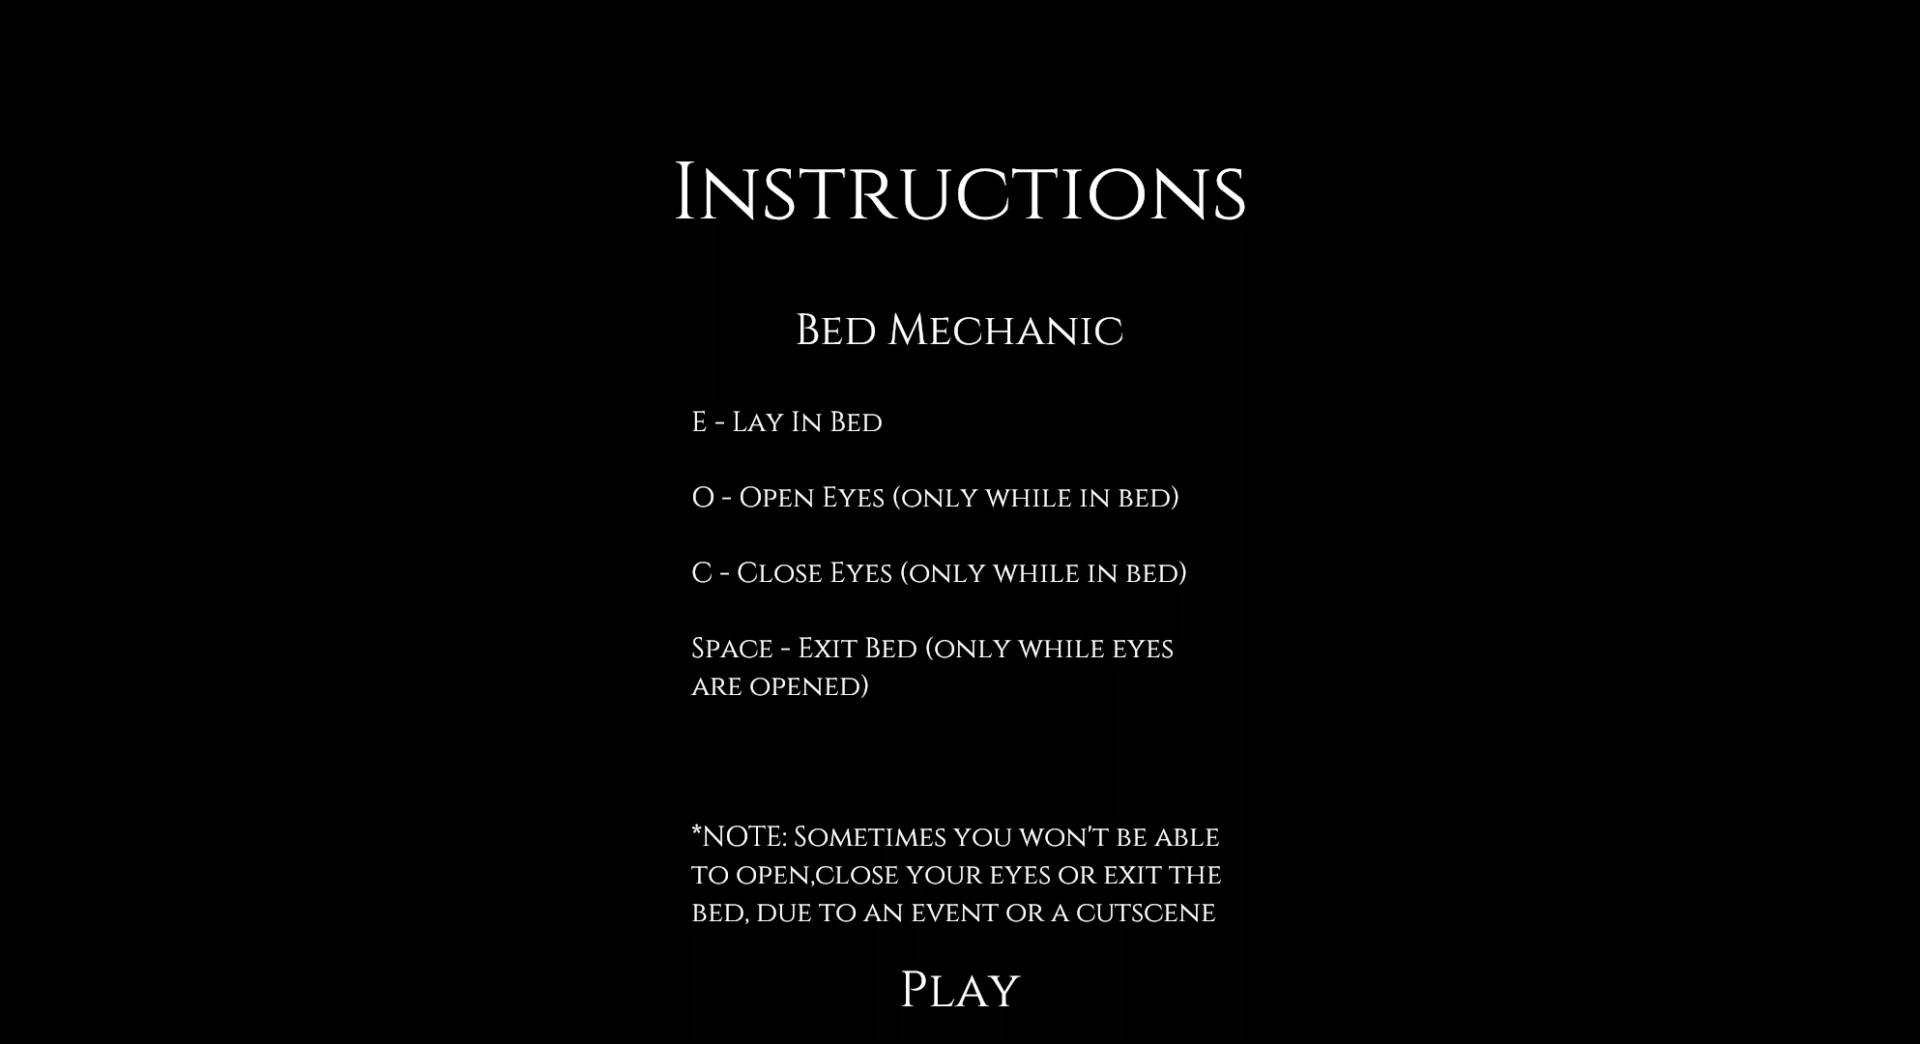 Instructions
Bed Mechanic
E - Lay In Bed
O - Open Eyes (only while in bed)
C - Close Eyes (only while in bed)
Space - Exit Bed (only while eyes
are opened)
*NOTE: Sometimes you won't be able
to open,close your eyes or exit the
bed, due to an event or a cutscene
Play